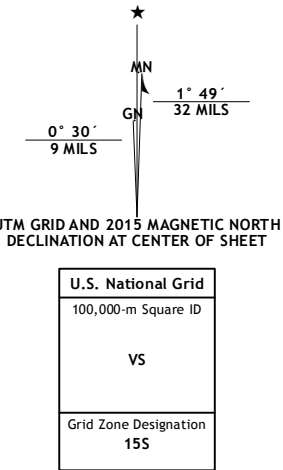 ★
MN
1° 49´
32 MILS
GN
0° 30´
9 MILS
UTM GRID AND 2015 MAGNETIC NORTH
DECLINATION AT CENTER OF SHEET
U.S. National Grid
100,000-m Square ID
VS
Grid Zone Designation
15S